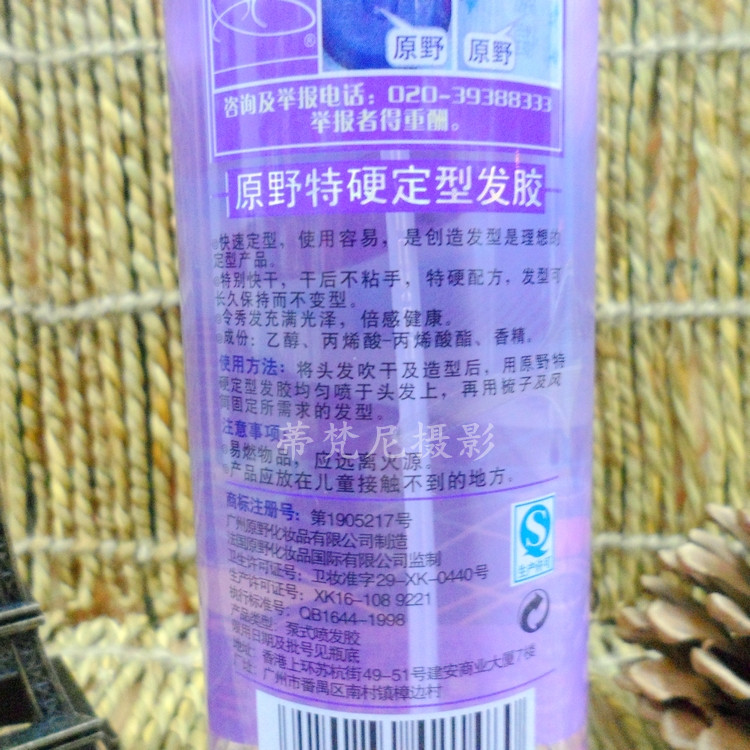 原野 原野
®
咨询及举报电话：020-39388333
举报者得重酬。
原野特硬定型发胶
●快速定型，使用容易，是创造发型是理想的
定型产品。
●特别快干，干后不粘手，特硬配方，发型可
长久保持而不变型。
●令秀发充满光泽，倍感健康。
●成份：乙醇、丙烯酸-丙烯酸酯、香精。
使用方法：将头发吹干及造型后，用原野特
硬定型发胶均匀喷于头发上，再用梳子及风
筒固定所需求的发型。
蒂梵尼摄影
注意事项
●易燃物品，应远离火源。
●产品应放在儿童接触不到的地方。
商标注册号：第1905217号
广州原野化妆品有限公司制造
法国原野化妆品国际有限公司监制
卫生许可证号：卫妆准字29-XK-0440号
生产许可证号：XK16-108 9221
执行标准号：QB1644-1998
产品类型：泵式喷发胶
限用日期及批号见瓶底
地址：香港上环苏杭街49-51号建安商业大厦7楼
厂址：广州市番禺区南村镇樟边村
生产许可